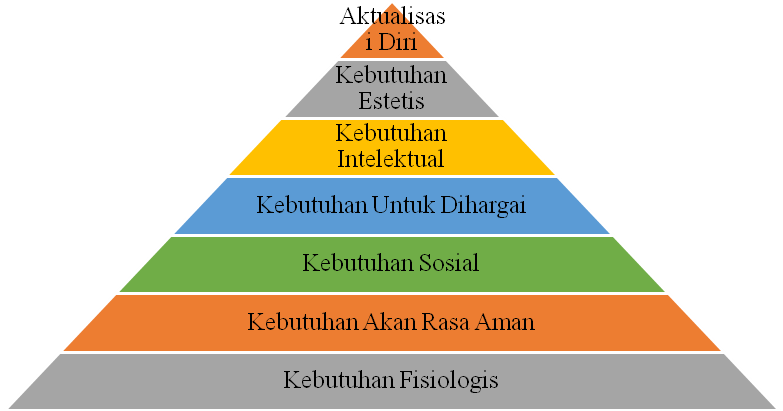 Aktualisas
i Diri
Kebutuhan
Estetis
Kebutuhan
Intelektual
Kebutuhan Untuk Dihargai
Kebutuhan Sosial
Kebutuhan Akan Rasa Aman
Kebutuhan Fisiologis